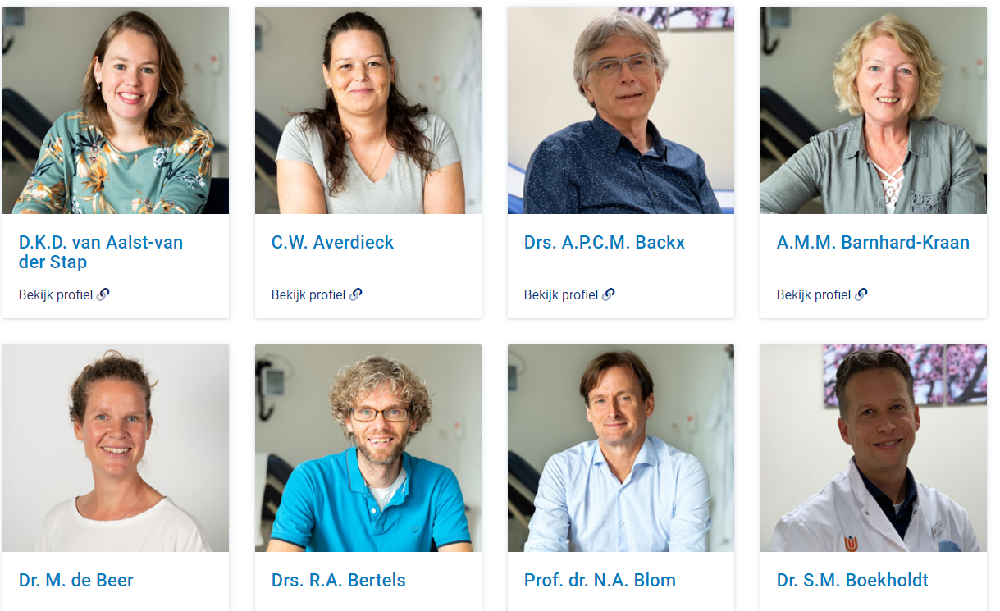 D.K.D. van Aalst-van
der Stap
Bekijk profiel
C.W. Averdieck
Bekijk profiel
Drs. A.P.C.M. Backx
Bekijk profiel
A.M.M. Barnhard-Kraan
Bekijk profiel
Dr. M. de Beer
Drs. R.A. Bertels
Prof. dr. N.A. Blom
Dr. S.M. Boekholdt